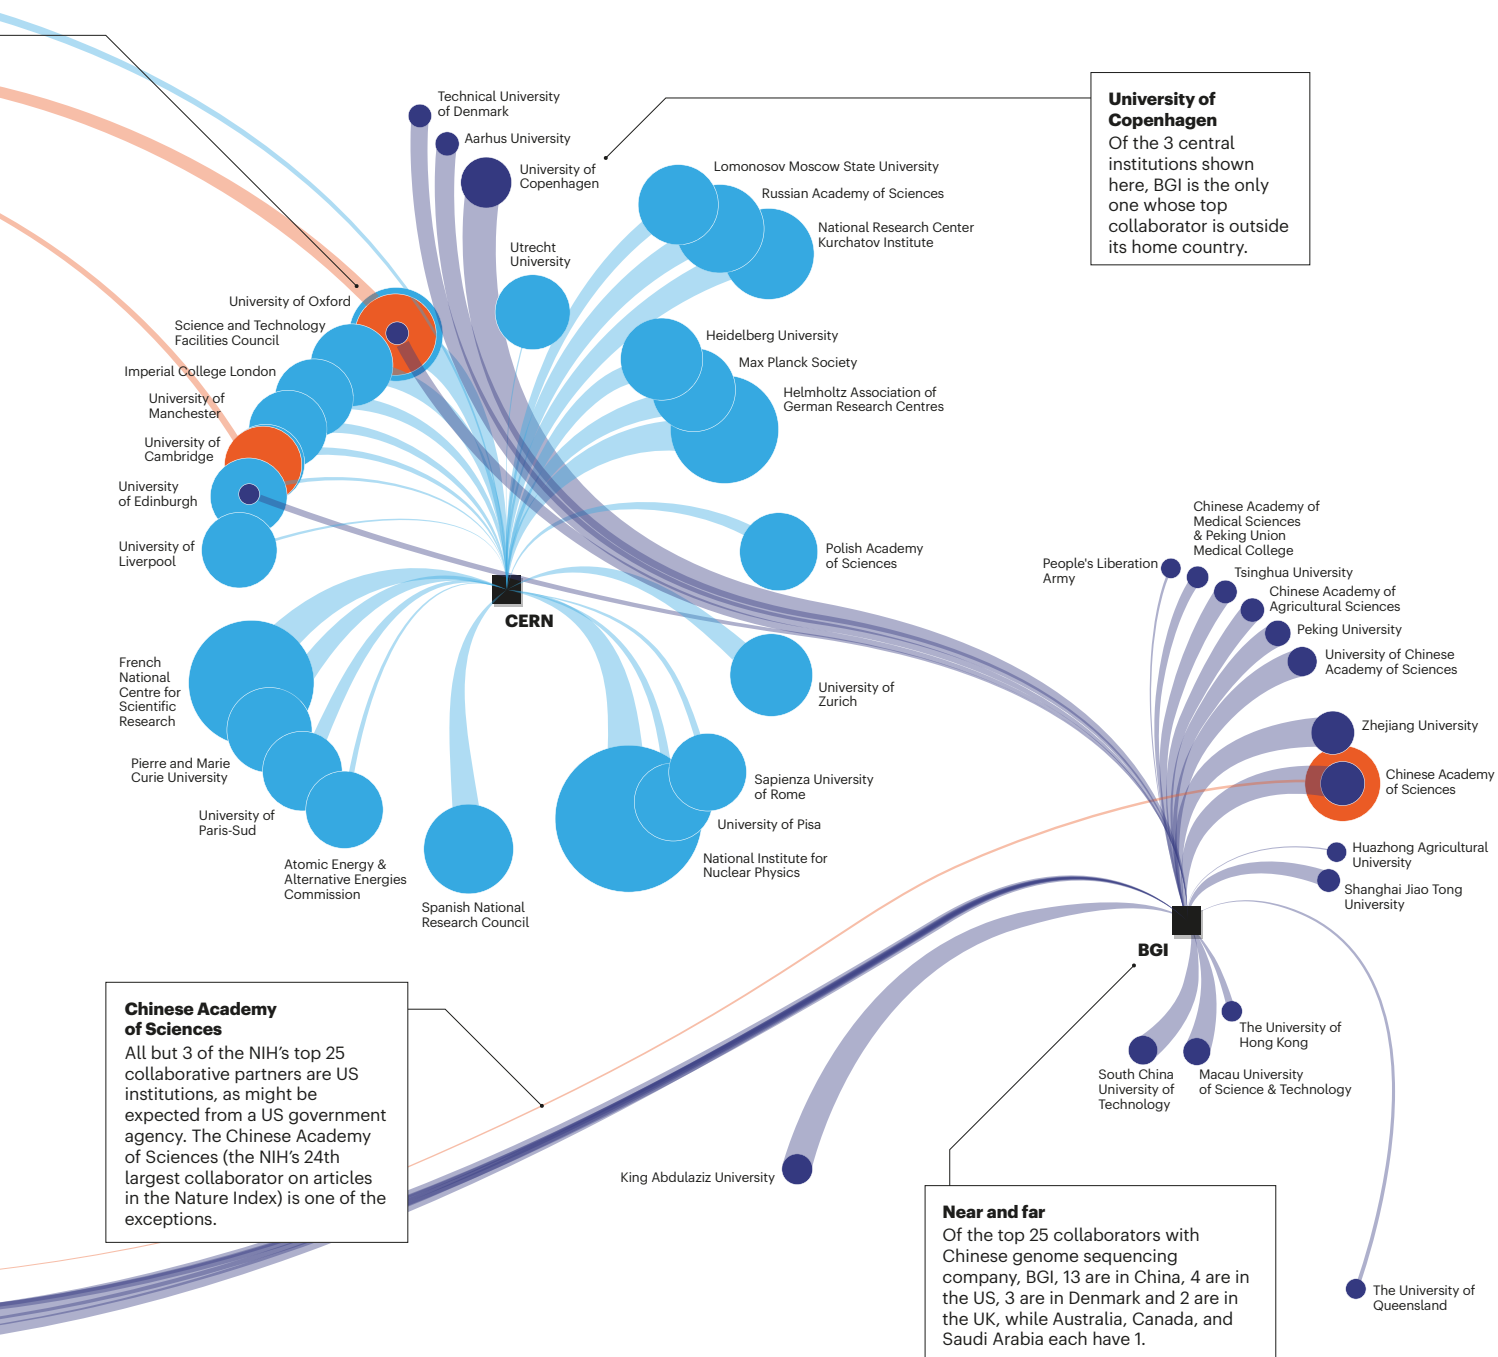 Technical University
of Denmark
Aarhus University
University of
Copenhagen
University of
Copenhagen
Of the 3 central
institutions shown
here, BGI is the only
one whose top
collaborator is outside
its home country.
Lomonosov Moscow State University
Russian Academy of Sciences
National Research Center
Kurchatov Institute
Utrecht
University
University of Oxford
Science and Technology
Facilities Council
Imperial College London
University of
Manchester
University of
Cambridge
University
of Edinburgh
University of
Liverpool
Heidelberg University
Max Planck Society
Helmholtz Association of
German Research Centres
Polish Academy
of Sciences
CERN
University of
Zurich
French
National
Centre for
Scientific
Research
Pierre and Marie
Curie University
University of
Paris-Sud
Atomic Energy &
Alternative Energies
Commission
Spanish National
Research Council
Sapienza University
of Rome
University of Pisa
National Institute for
Nuclear Physics
Chinese Academy of
Medical Sciences
& Peking Union
Medical College
People's Liberation
Army
Tsinghua University
Chinese Academy of
Agricultural Sciences
Peking University
University of Chinese
Academy of Sciences
Zhejiang University
Chinese Academy
of Sciences
Huazhong Agricultural
University
Shanghai Jiao Tong
University
BGI
The University of
Hong Kong
South China
University of
Technology
Macau University
of Science & Technology
King Abdulaziz University
The University of
Queensland
Chinese Academy
of Sciences
All but 3 of the NIH's top 25
collaborative partners are US
institutions, as might be
expected from a US government
agency. The Chinese Academy
of Sciences (the NIH's 24th
largest collaborator on articles
in the Nature Index) is one of the
exceptions.
Near and far
Of the top 25 collaborators with
Chinese genome sequencing
company, BGI, 13 are in China, 4 are in
the US, 3 are in Denmark and 2 are in
the UK, while Australia, Canada, and
Saudi Arabia each have 1.